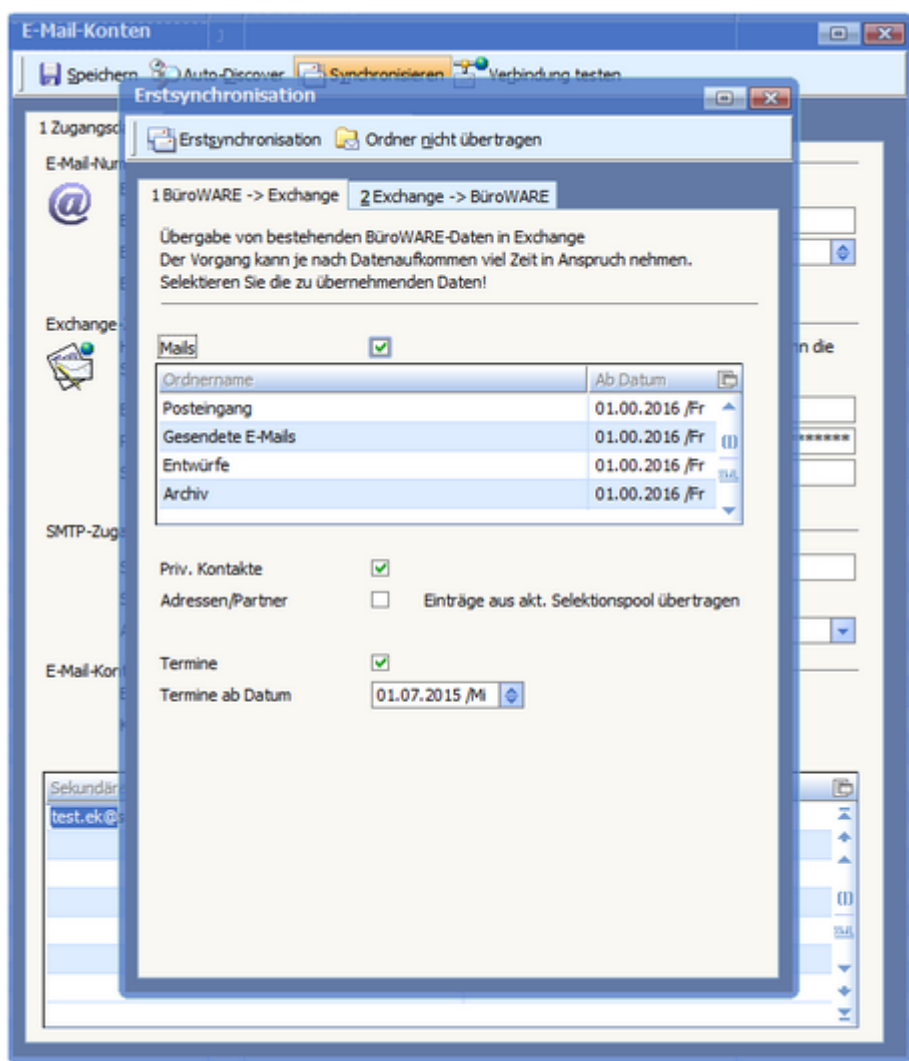 E-Mail-Konten
Speichern Auto-Discover Synchronisieren Verbindung testen
Erstsynchronisation
Erstsynchronisation Ordner nicht übertragen
1 Zugangsd
E-Mail-Num
1 BüroWARE -> Exchange 2 Exchange -> BüroWARE
Übergabe von bestehenden BüroWARE-Daten in Exchange
Der Vorgang kann je nach Datenaufkommen viel Zeit in Anspruch nehmen.
Selektieren Sie die zu übernehmenden Daten!
Exchange-
Mails
n die
Ordnername Ab Datum
Posteingang 01.00.2016 /Fr
Gesendete E-Mails 01.00.2016 /Fr
*******
Entwürfe 01.00.2016 /Fr
Archiv 01.00.2016 /Fr
SMTP-Zuga
Priv. Kontakte
Adressen/Partner Einträge aus akt. Selektionspool übertragen
Termine
E-Mail-Kont
Termine ab Datum 01.07.2015 /Mi
Sekundäre
test.ek@s